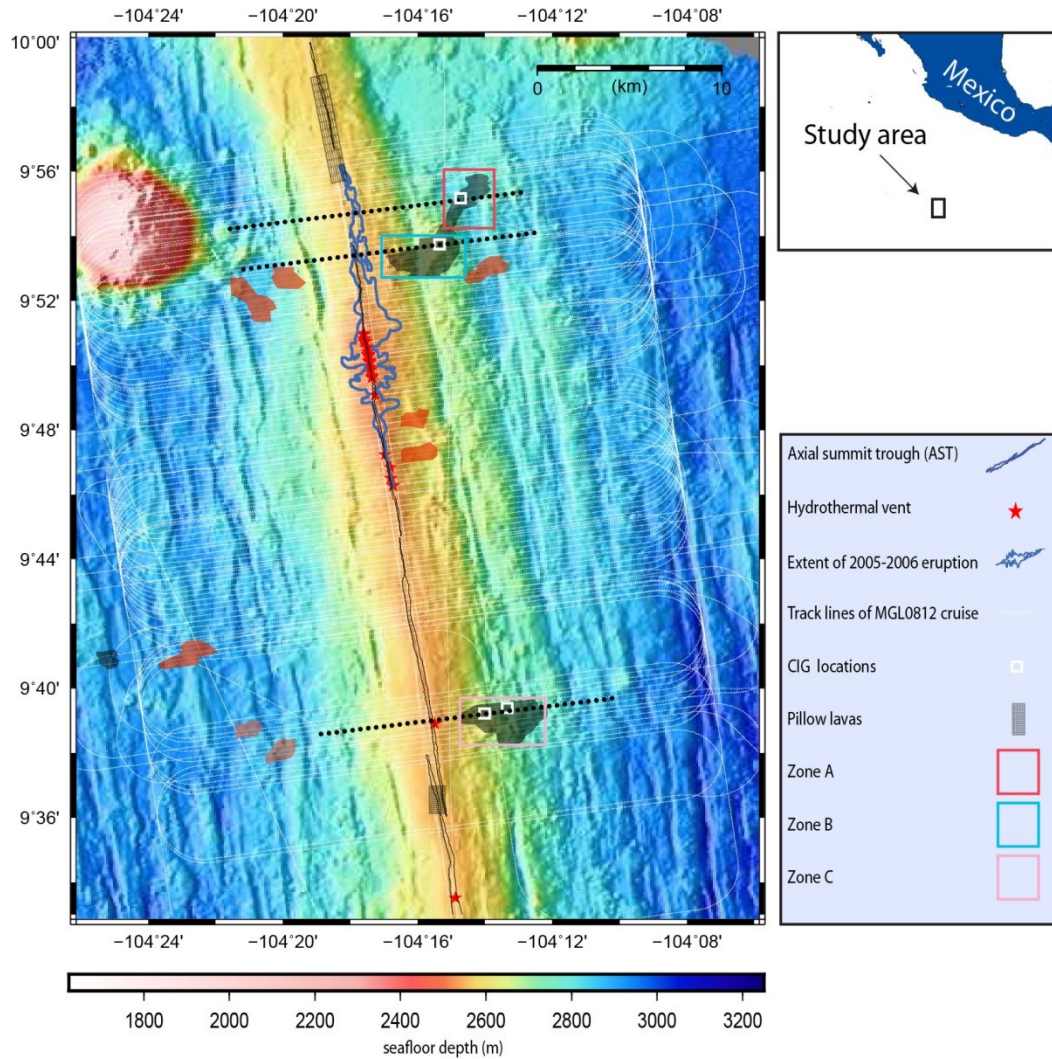 −104°24' −104°20' −104°16' −104°12' −104°08'
10°00'
9°56'
9°52'
9°48'
9°44'
9°40'
9°36'
0 (km) 10
−104°24' −104°20' −104°16' −104°12' −104°08'
1800 2000 2200 2400 2600 2800 3000 3200
seafloor depth (m)
Mexico
Study area
Axial summit trough (AST)
Hydrothermal vent
Extent of 2005-2006 eruption
Track lines of MGL0812 cruise
CIG locations
Pillow lavas
Zone A
Zone B
Zone C